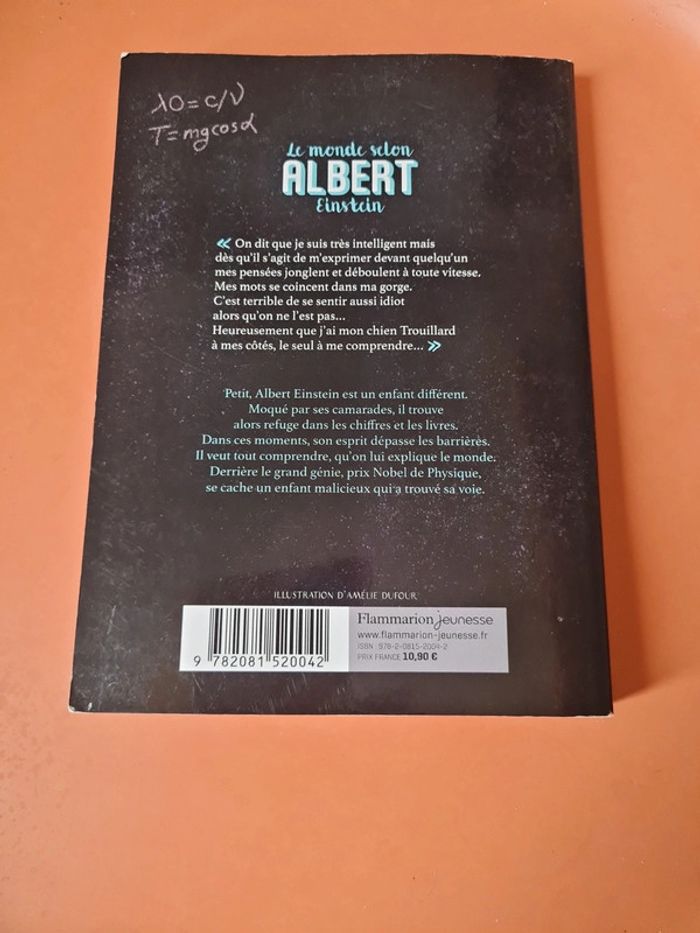 λ0=c/ν
T=mgcosα
Le monde selon
ALBERT
Einstein
« On dit que je suis très intelligent mais
dès qu'il s'agit de m'exprimer devant quelqu'un
mes pensées jonglent et déboulent à toute vitesse.
Mes mots se coincent dans ma gorge.
C'est terrible de se sentir aussi idiot
alors qu'on ne l'est pas...
Heureusement que j'ai mon chien Trouillard
à mes côtés, le seul à me comprendre... »
Petit, Albert Einstein est un enfant différent.
Moqué par ses camarades, il trouve
alors refuge dans les chiffres et les livres.
Dans ces moments, son esprit dépasse les barrières.
Il veut tout comprendre, qu'on lui explique le monde.
Derrière le grand génie, prix Nobel de Physique,
se cache un enfant malicieux qui a trouvé sa voie.
ILLUSTRATION D'AMÉLIE DUFOUR
Flammarion jeunesse
www.flammarion-jeunesse.fr
ISBN : 978-2-0815-2004-2
PRIX FRANCE 10,90 €
9 782081 520042